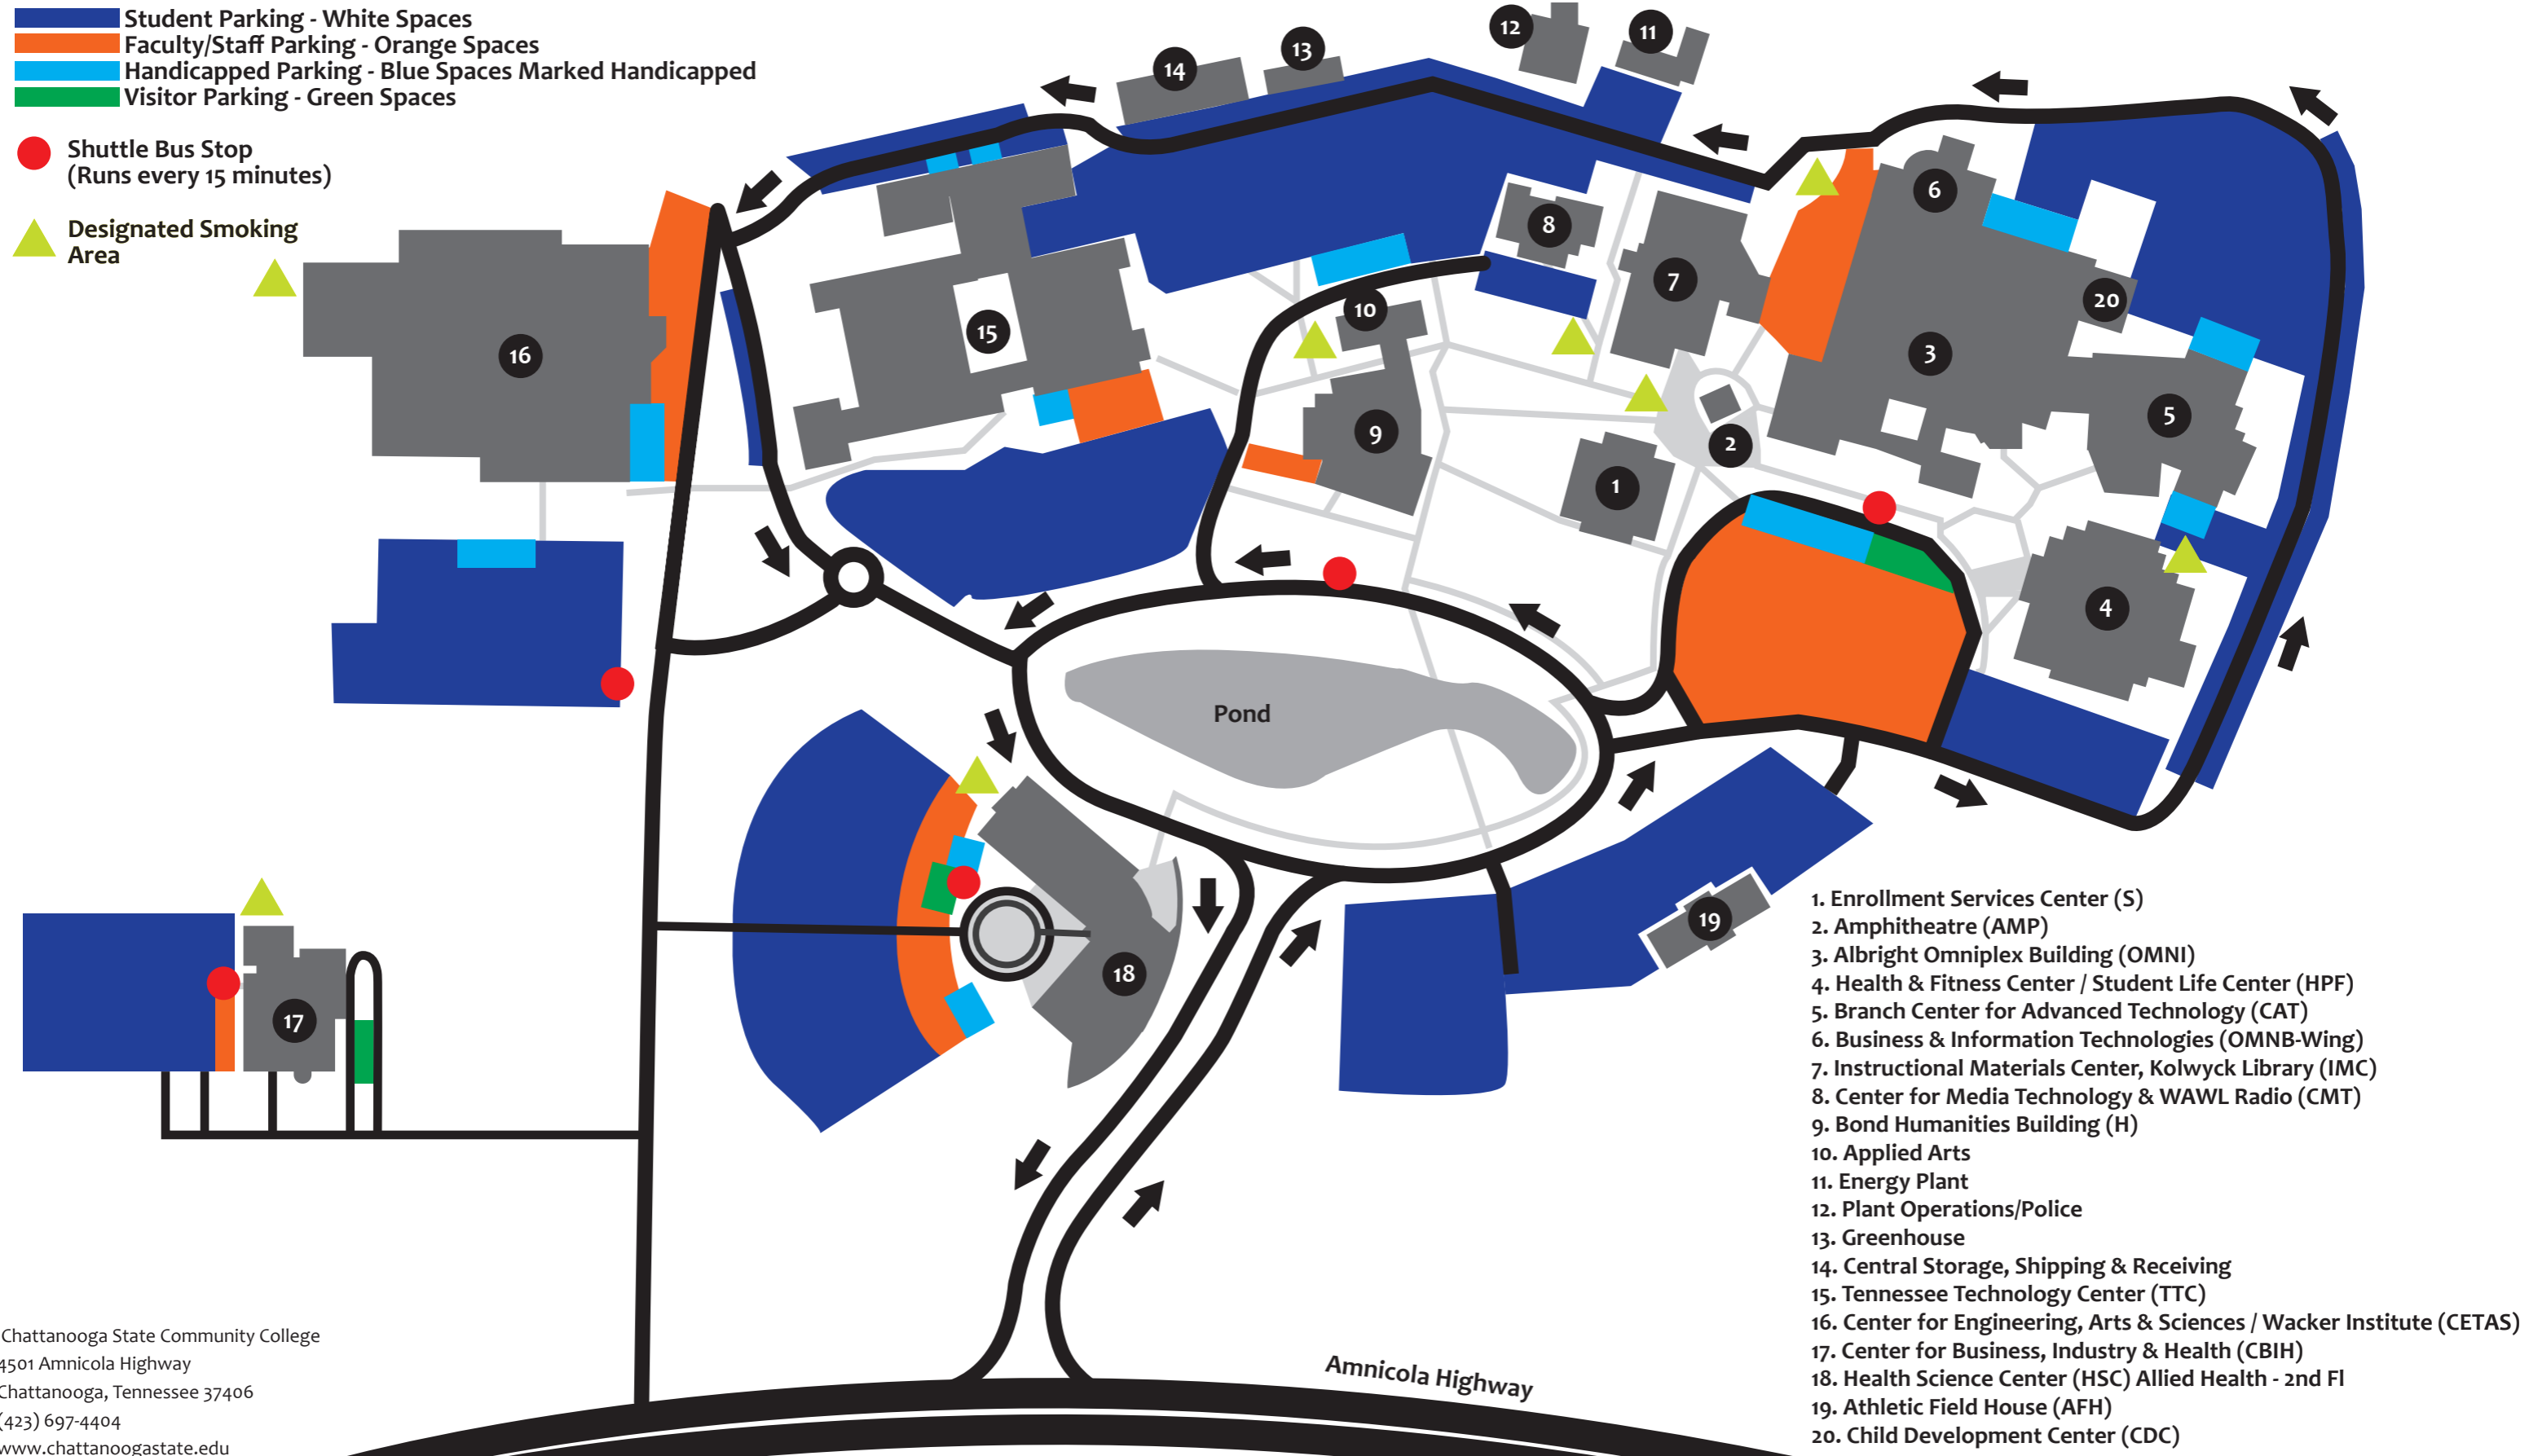 Student Parking - White Spaces
Faculty/Staff Parking - Orange Spaces
Handicapped Parking - Blue Spaces Marked Handicapped
Visitor Parking - Green Spaces
Shuttle Bus Stop
(Runs every 15 minutes)
Designated Smoking
Area
12
11
13
14
6
8
7
20
10
15
3
16
5
9
2
1
4
Pond
19
18
17
1. Enrollment Services Center (S)
2. Amphitheatre (AMP)
3. Albright Omniplex Building (OMNI)
4. Health & Fitness Center / Student Life Center (HPF)
5. Branch Center for Advanced Technology (CAT)
6. Business & Information Technologies (OMNB-Wing)
7. Instructional Materials Center, Kolwyck Library (IMC)
8. Center for Media Technology & WAWL Radio (CMT)
9. Bond Humanities Building (H)
10. Applied Arts
11. Energy Plant
12. Plant Operations/Police
13. Greenhouse
14. Central Storage, Shipping & Receiving
15. Tennessee Technology Center (TTC)
16. Center for Engineering, Arts & Sciences / Wacker Institute (CETAS)
17. Center for Business, Industry & Health (CBIH)
18. Health Science Center (HSC) Allied Health - 2nd Fl
19. Athletic Field House (AFH)
20. Child Development Center (CDC)
Chattanooga State Community College
4501 Amnicola Highway
Chattanooga, Tennessee 37406
(423) 697-4404
www.chattanoogastate.edu
Amnicola Highway